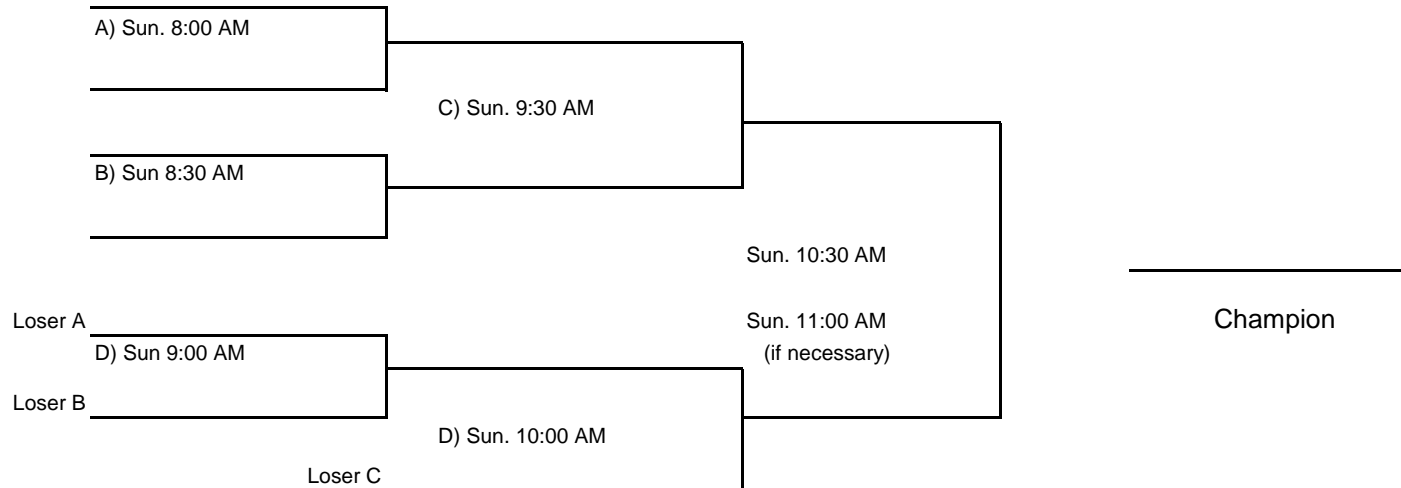 A) Sun. 8:00 AM
C) Sun. 9:30 AM
B) Sun 8:30 AM
Sun. 10:30 AM
Loser A
Sun. 11:00 AM
Champion
D) Sun 9:00 AM
(if necessary)
Loser B
D) Sun. 10:00 AM
Loser C